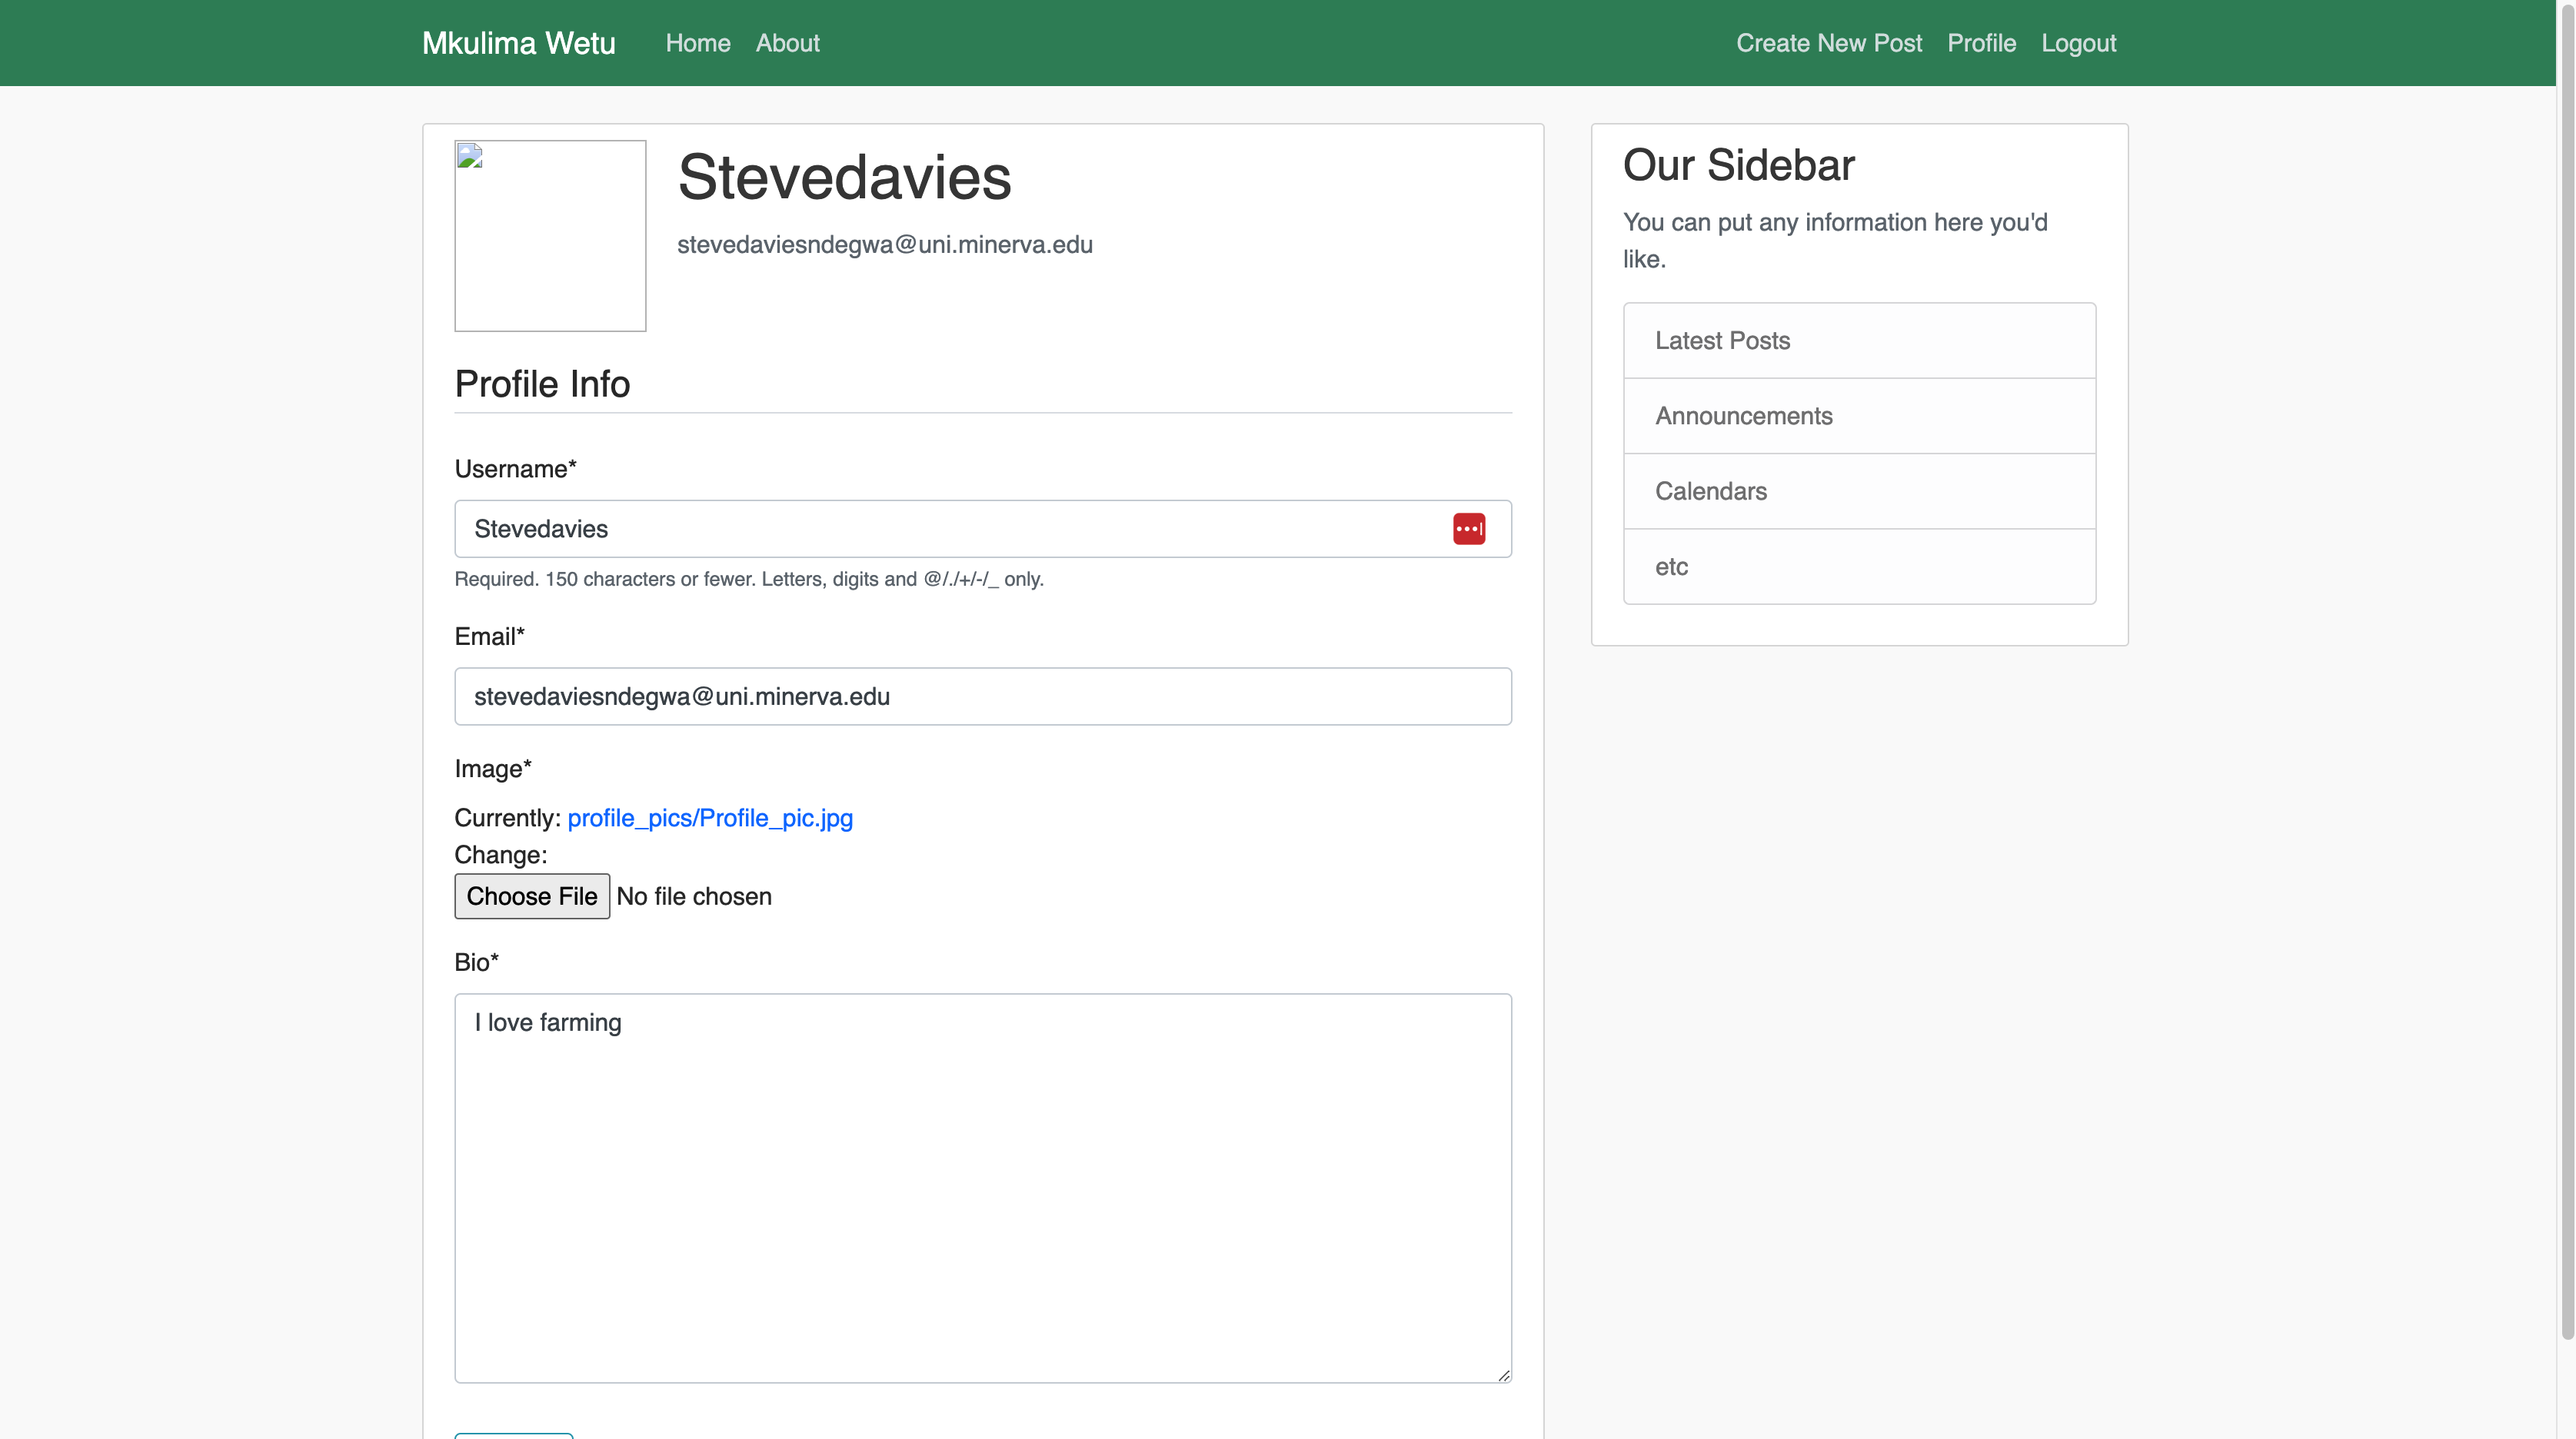 Mkulima Wetu Home About Create New Post Profile Logout
Stevedavies
stevedaviesndegwa@uni.minerva.edu
Profile Info
Username*
Stevedavies
Required. 150 characters or fewer. Letters, digits and @/./+/-/_ only.
Email*
stevedaviesndegwa@uni.minerva.edu
Image*
Currently: profile_pics/Profile_pic.jpg
Change:
Choose File No file chosen
Bio*
I love farming
Our Sidebar
You can put any information here you'd
like.
Latest Posts
Announcements
Calendars
etc